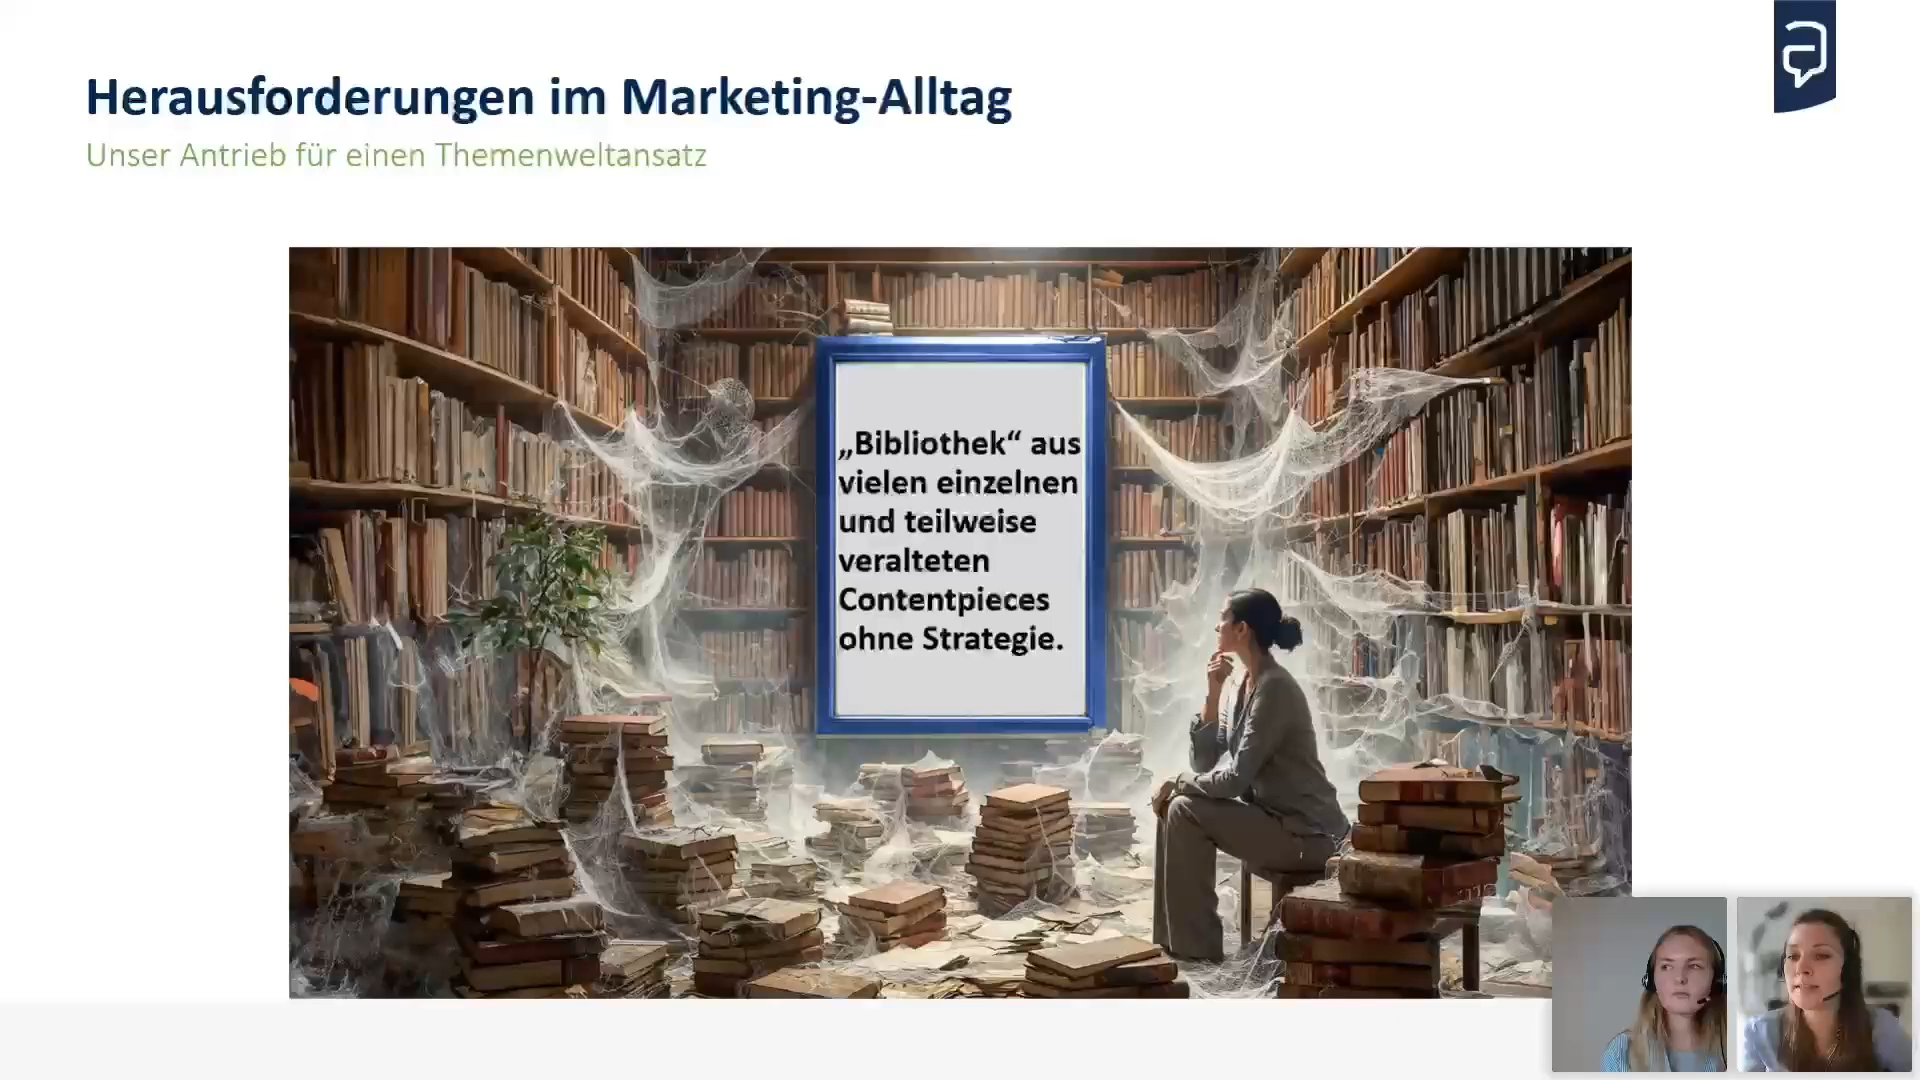 Herausforderungen im Marketing-Alltag
Unser Antrieb für einen Themenweltansatz
„Bibliothek“ aus
vielen einzelnen
und teilweise
veralteten
Contentpieces
ohne Strategie.